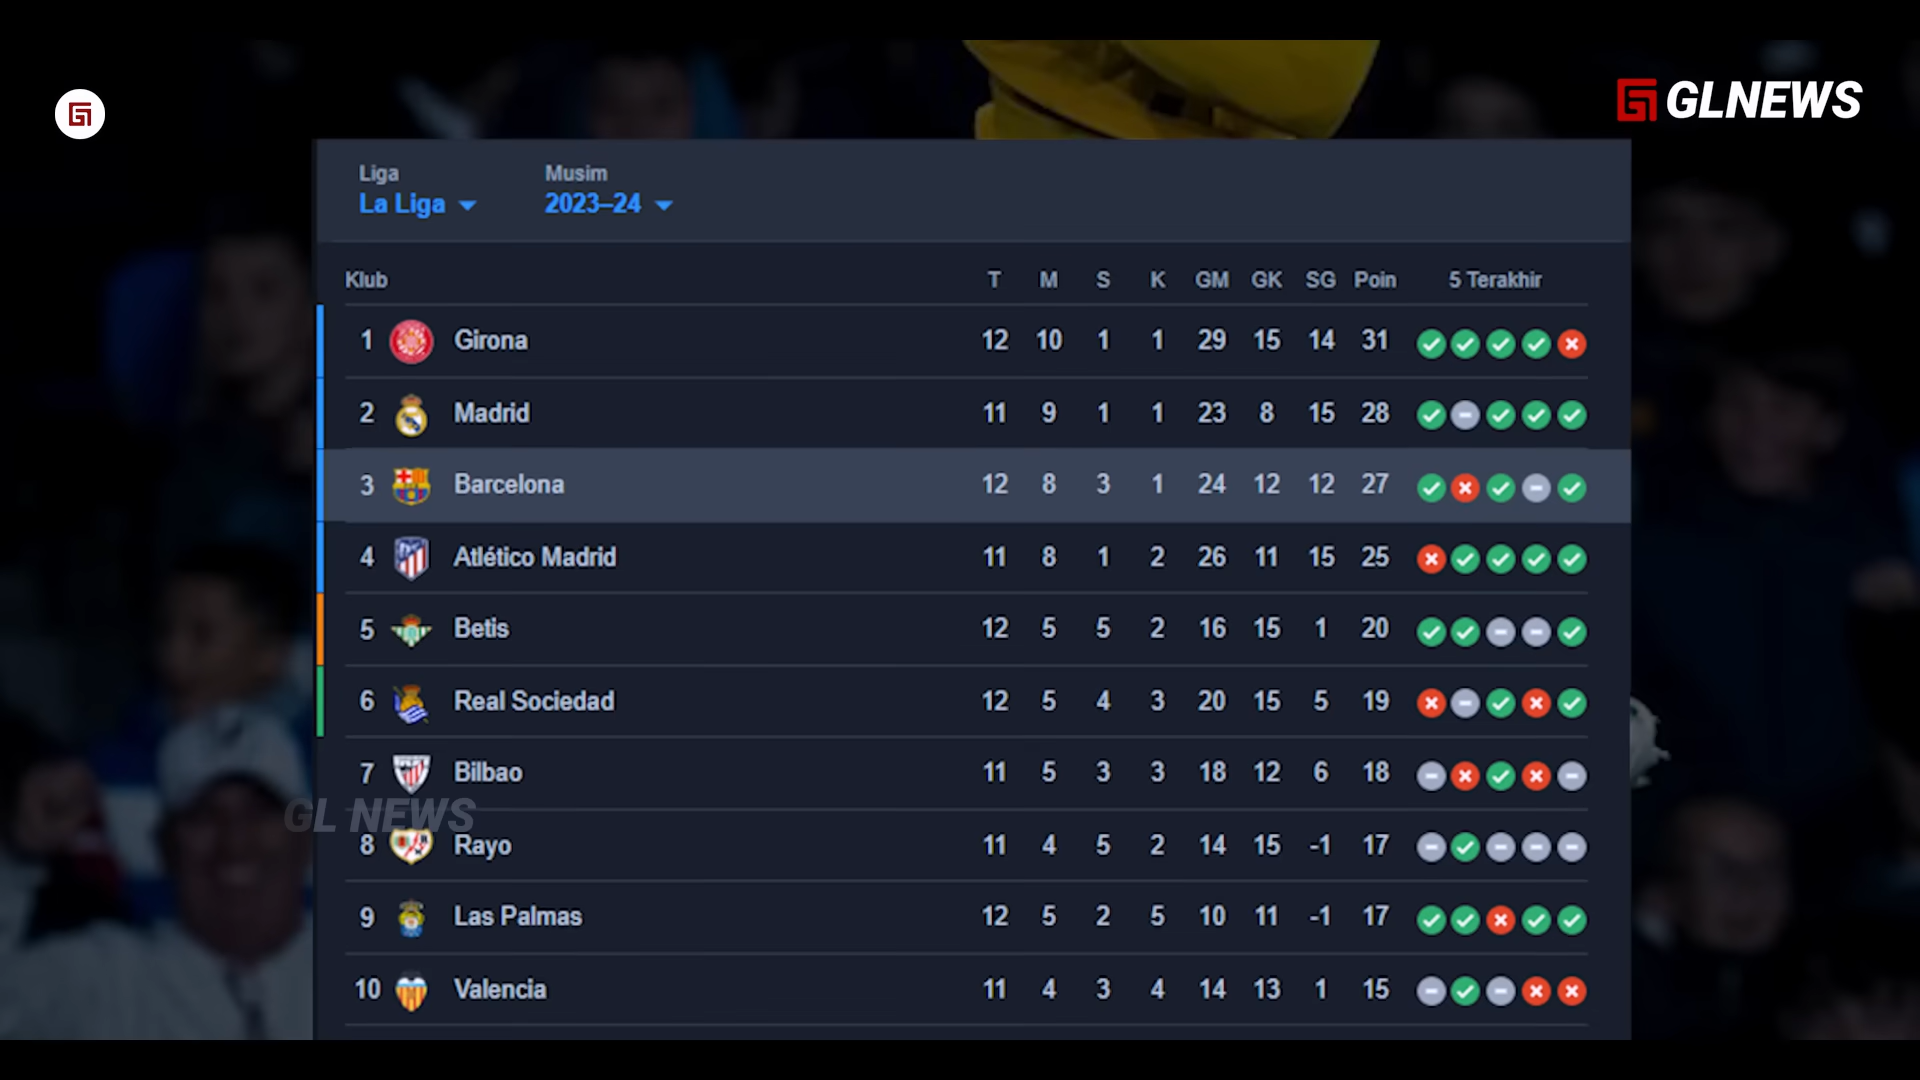 GLNEWS
Liga Musim
La Liga 2023–24
Klub T M S K GM GK SG Poin 5 Terakhir
1 Girona 12 10 1 1 29 15 14 31
2 Madrid 11 9 1 1 23 8 15 28
3 Barcelona 12 8 3 1 24 12 12 27
4 Atlético Madrid 11 8 1 2 26 11 15 25
5 Betis 12 5 5 2 16 15 1 20
6 Real Sociedad 12 5 4 3 20 15 5 19
7 Bilbao 11 5 3 3 18 12 6 18
GL NEWS
8 Rayo 11 4 5 2 14 15 -1 17
9 Las Palmas 12 5 2 5 10 11 -1 17
10 Valencia 11 4 3 4 14 13 1 15